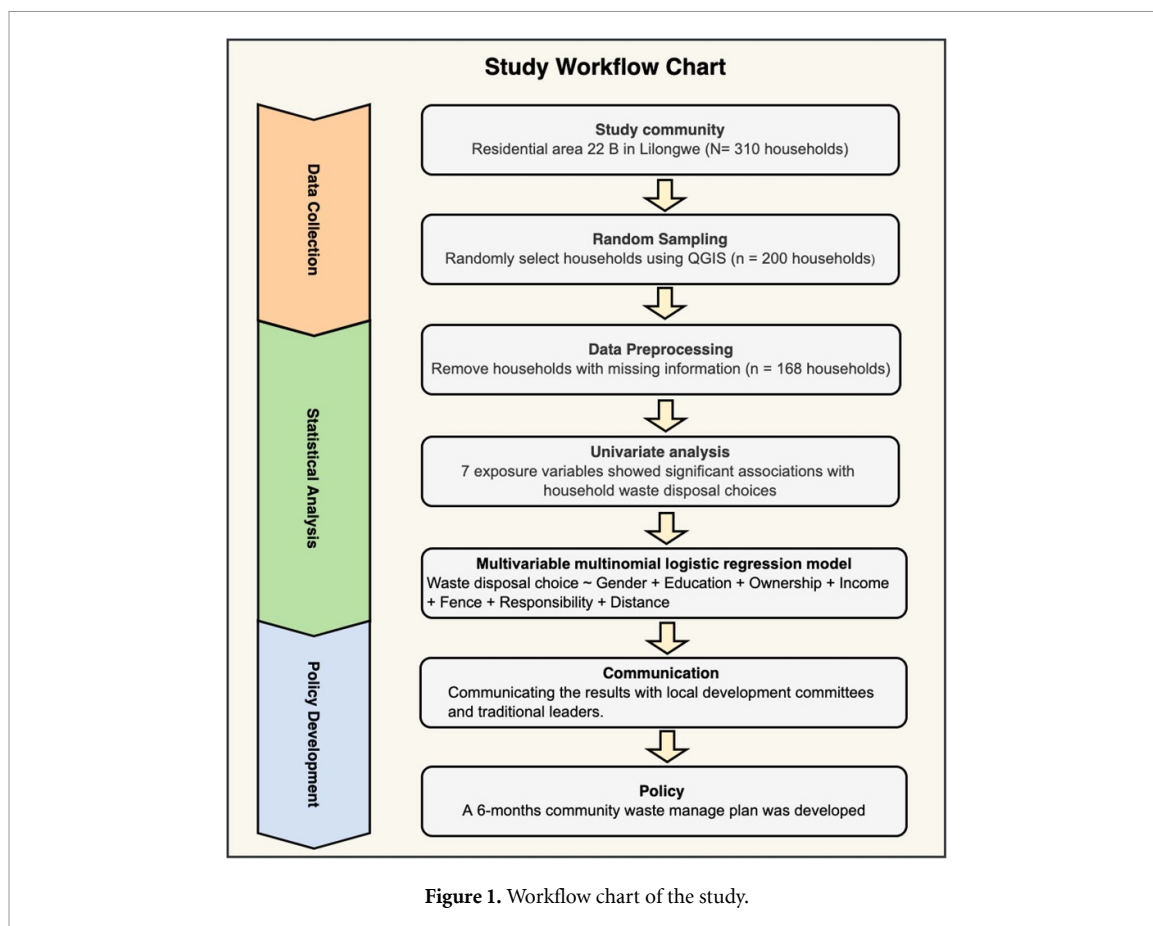 Study Workflow Chart
Data Collection
Study community
Residential area 22 B in Lilongwe (N= 310 households)
Random Sampling
Randomly select households using QGIS (n = 200 households)
Statistical Analysis
Data Preprocessing
Remove households with missing information (n = 168 households)
Univariate analysis
7 exposure variables showed significant associations with
household waste disposal choices
Multivariable multinomial logistic regression model
Waste disposal choice ~ Gender + Education + Ownership + Income
+ Fence + Responsibility + Distance
Policy Development
Communication
Communicating the results with local development committees
and traditional leaders.
Policy
A 6-months community waste manage plan was developed
Figure 1. Workflow chart of the study.